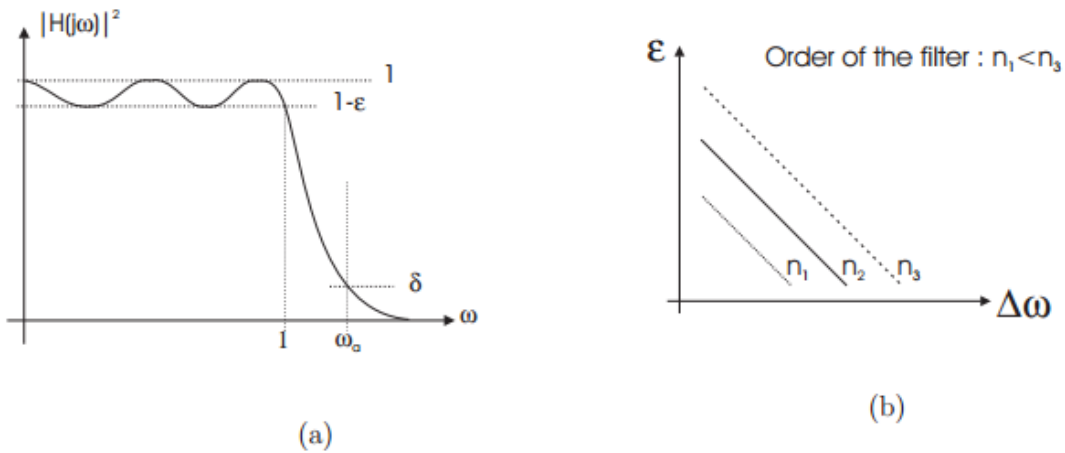 |H(jω)|²
1
1-ε
δ
ω
1
ωₐ
(a)
ε
Order of the filter : n₁<n₃
n₁
n₂
n₃
Δω
(b)